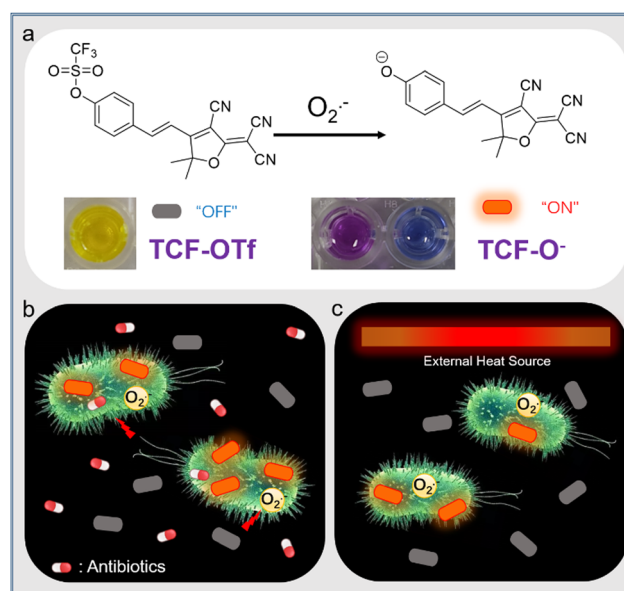 a
CF₃
O=S=O
O
CN
CN
O
CN
O₂·⁻
O⊖
CN
CN
O
CN
"OFF"
TCF-OTf
H8
"ON"
TCF-O⁻
b
O₂·⁻
O₂·⁻
: Antibiotics
c
External Heat Source
O₂·⁻
O₂·⁻